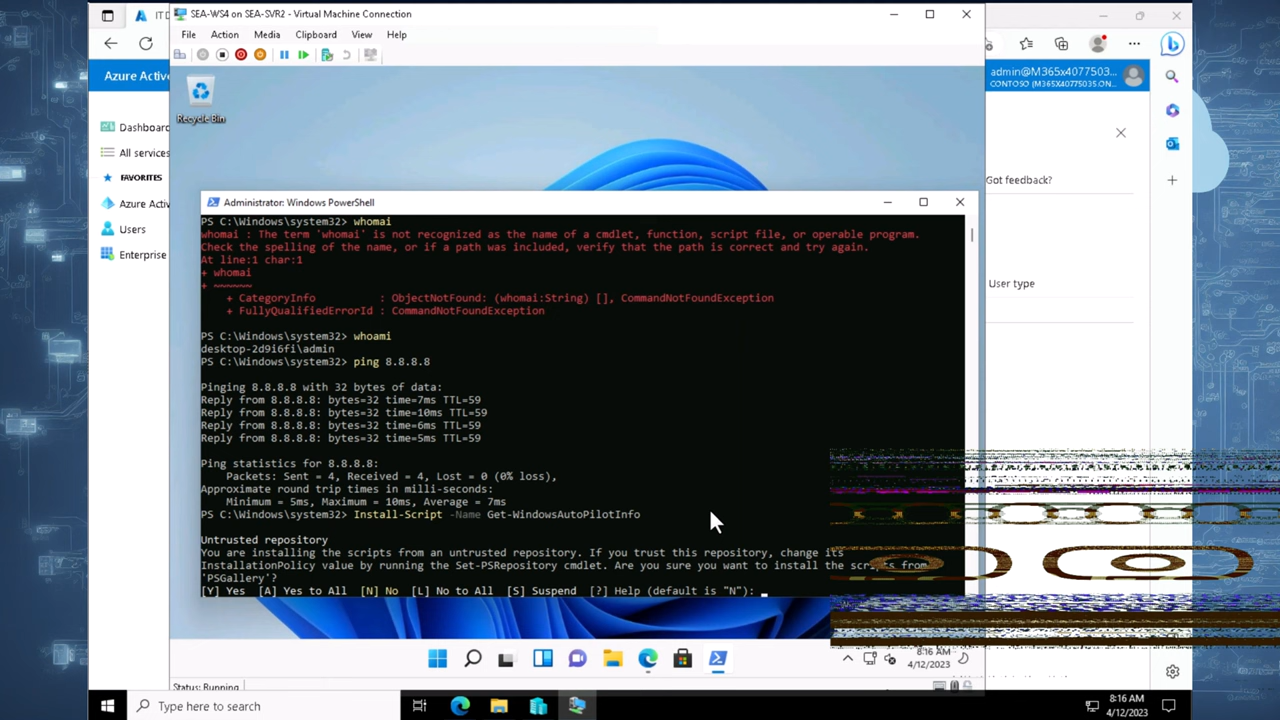 SEA-WS4 on SEA-SVR2 - Virtual Machine Connection
File Action Media Clipboard View Help
Azure Activ
admin@M365x4077503...
CONTOSO (M365X40775035.ON...
Recycle Bin
Dashboard
All services
FAVORITES
Azure Activ
Users
Enterprise
Got feedback?
User type
Administrator: Windows PowerShell
PS C:\Windows\system32> whomai
whomai : The term 'whomai' is not recognized as the name of a cmdlet, function, script file, or operable program.
Check the spelling of the name, or if a path was included, verify that the path is correct and try again.
At line:1 char:1
+ whomai
+ ~~~~~~
+ CategoryInfo : ObjectNotFound: (whomai:String) [], CommandNotFoundException
+ FullyQualifiedErrorId : CommandNotFoundException
PS C:\Windows\system32> whoami
desktop-2d9i6fi\admin
PS C:\Windows\system32> ping 8.8.8.8
Pinging 8.8.8.8 with 32 bytes of data:
Reply from 8.8.8.8: bytes=32 time=7ms TTL=59
Reply from 8.8.8.8: bytes=32 time=10ms TTL=59
Reply from 8.8.8.8: bytes=32 time=6ms TTL=59
Reply from 8.8.8.8: bytes=32 time=5ms TTL=59
Ping statistics for 8.8.8.8:
Packets: Sent = 4, Received = 4, Lost = 0 (0% loss),
Approximate round trip times in milli-seconds:
Minimum = 5ms, Maximum = 10ms, Average = 7ms
PS C:\Windows\system32> Install-Script -Name Get-WindowsAutoPilotInfo
Untrusted repository
You are installing the scripts from an untrusted repository. If you trust this repository, change its
InstallationPolicy value by running the Set-PSRepository cmdlet. Are you sure you want to install the scripts from
'PSGallery'?
[Y] Yes [A] Yes to All [N] No [L] No to All [S] Suspend [?] Help (default is "N"):
8:16 AM
4/12/2023
Status: Running
Type here to search
8:16 AM
4/12/2023